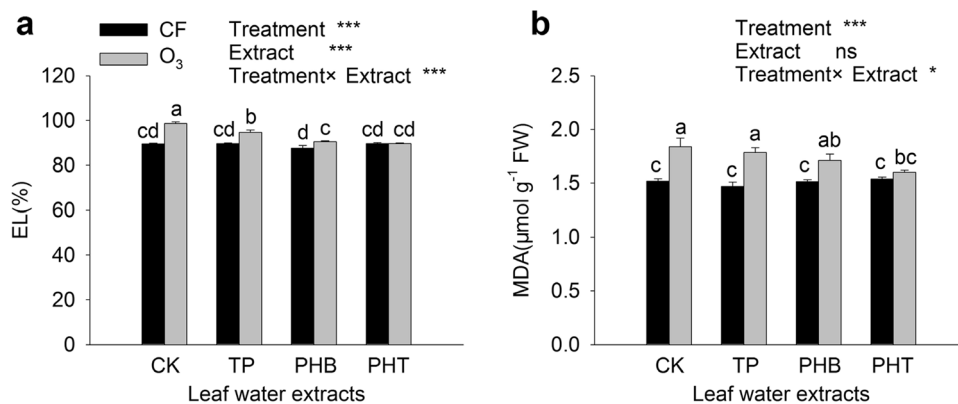 a
CF
O₃
Treatment ***
Extract ***
Treatment× Extract ***
EL(%)
120
100
80
60
40
20
0
cd a cd b d c cd cd
CK TP PHB PHT
Leaf water extracts
b
Treatment ***
Extract ns
Treatment× Extract *
MDA(μmol g⁻¹ FW)
2.5
2.0
1.5
1.0
0.5
0.0
c a c a c ab c bc
CK TP PHB PHT
Leaf water extracts